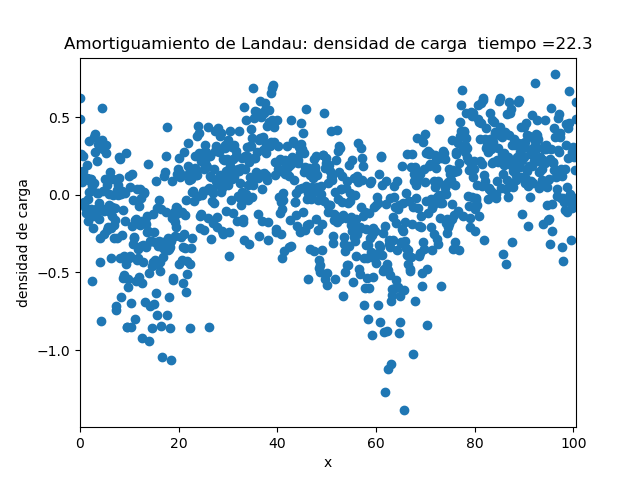 Amortiguamiento de Landau: densidad de carga  tiempo =22.3
0.5
0.0
−0.5
−1.0
densidad de carga
0 20 40 60 80 100
x